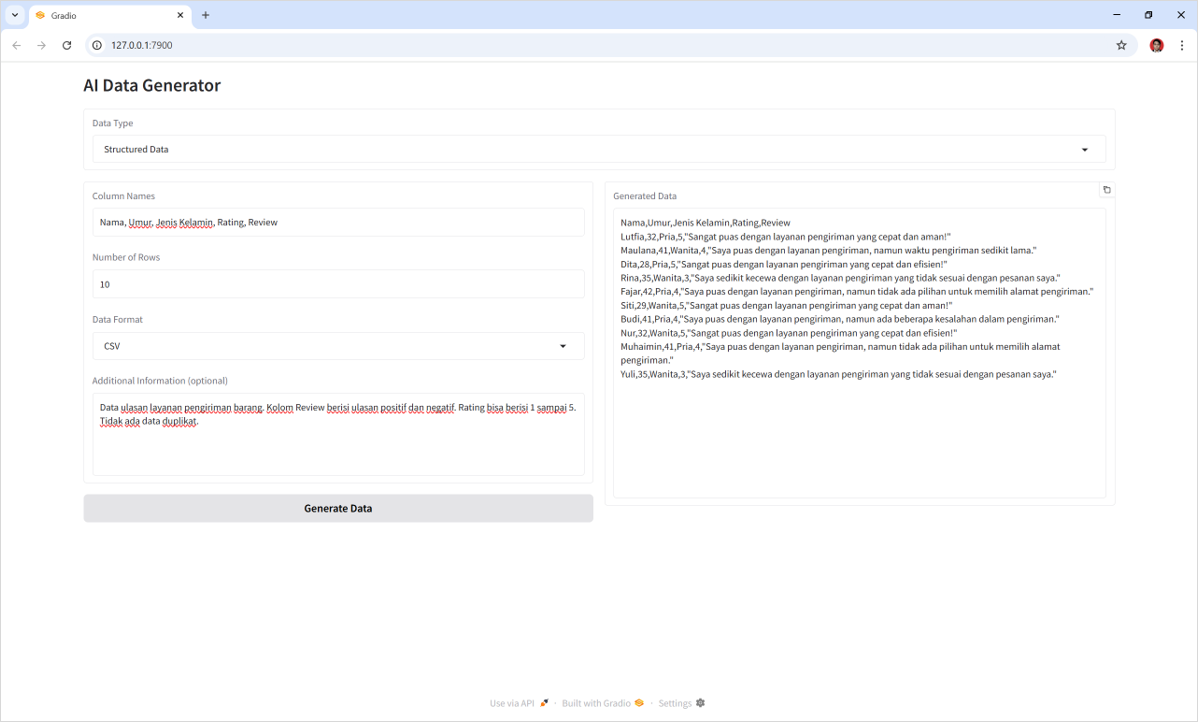 Gradio
127.0.0.1:7900
AI Data Generator
Data Type
Structured Data
Column Names
Nama, Umur, Jenis Kelamin, Rating, Review
Number of Rows
10
Data Format
CSV
Additional Information (optional)
Data ulasan layanan pengiriman barang. Kolom Review berisi ulasan positif dan negatif. Rating bisa berisi 1 sampai 5.
Tidak ada data duplikat.
Generate Data
Generated Data
Nama,Umur,Jenis Kelamin,Rating,Review
Lutfia,32,Pria,5,"Sangat puas dengan layanan pengiriman yang cepat dan aman!"
Maulana,41,Wanita,4,"Saya puas dengan layanan pengiriman, namun waktu pengiriman sedikit lama."
Dita,28,Pria,5,"Sangat puas dengan layanan pengiriman yang cepat dan efisien!"
Rina,35,Wanita,3,"Saya sedikit kecewa dengan layanan pengiriman yang tidak sesuai dengan pesanan saya."
Fajar,42,Pria,4,"Saya puas dengan layanan pengiriman, namun tidak ada pilihan untuk memilih alamat pengiriman."
Siti,29,Wanita,5,"Sangat puas dengan layanan pengiriman yang cepat dan aman!"
Budi,41,Pria,4,"Saya puas dengan layanan pengiriman, namun ada beberapa kesalahan dalam pengiriman."
Nur,32,Wanita,5,"Sangat puas dengan layanan pengiriman yang cepat dan efisien!"
Muhaimin,41,Pria,4,"Saya puas dengan layanan pengiriman, namun tidak ada pilihan untuk memilih alamat
pengiriman."
Yuli,35,Wanita,3,"Saya sedikit kecewa dengan layanan pengiriman yang tidak sesuai dengan pesanan saya."
Use via API · Built with Gradio · Settings